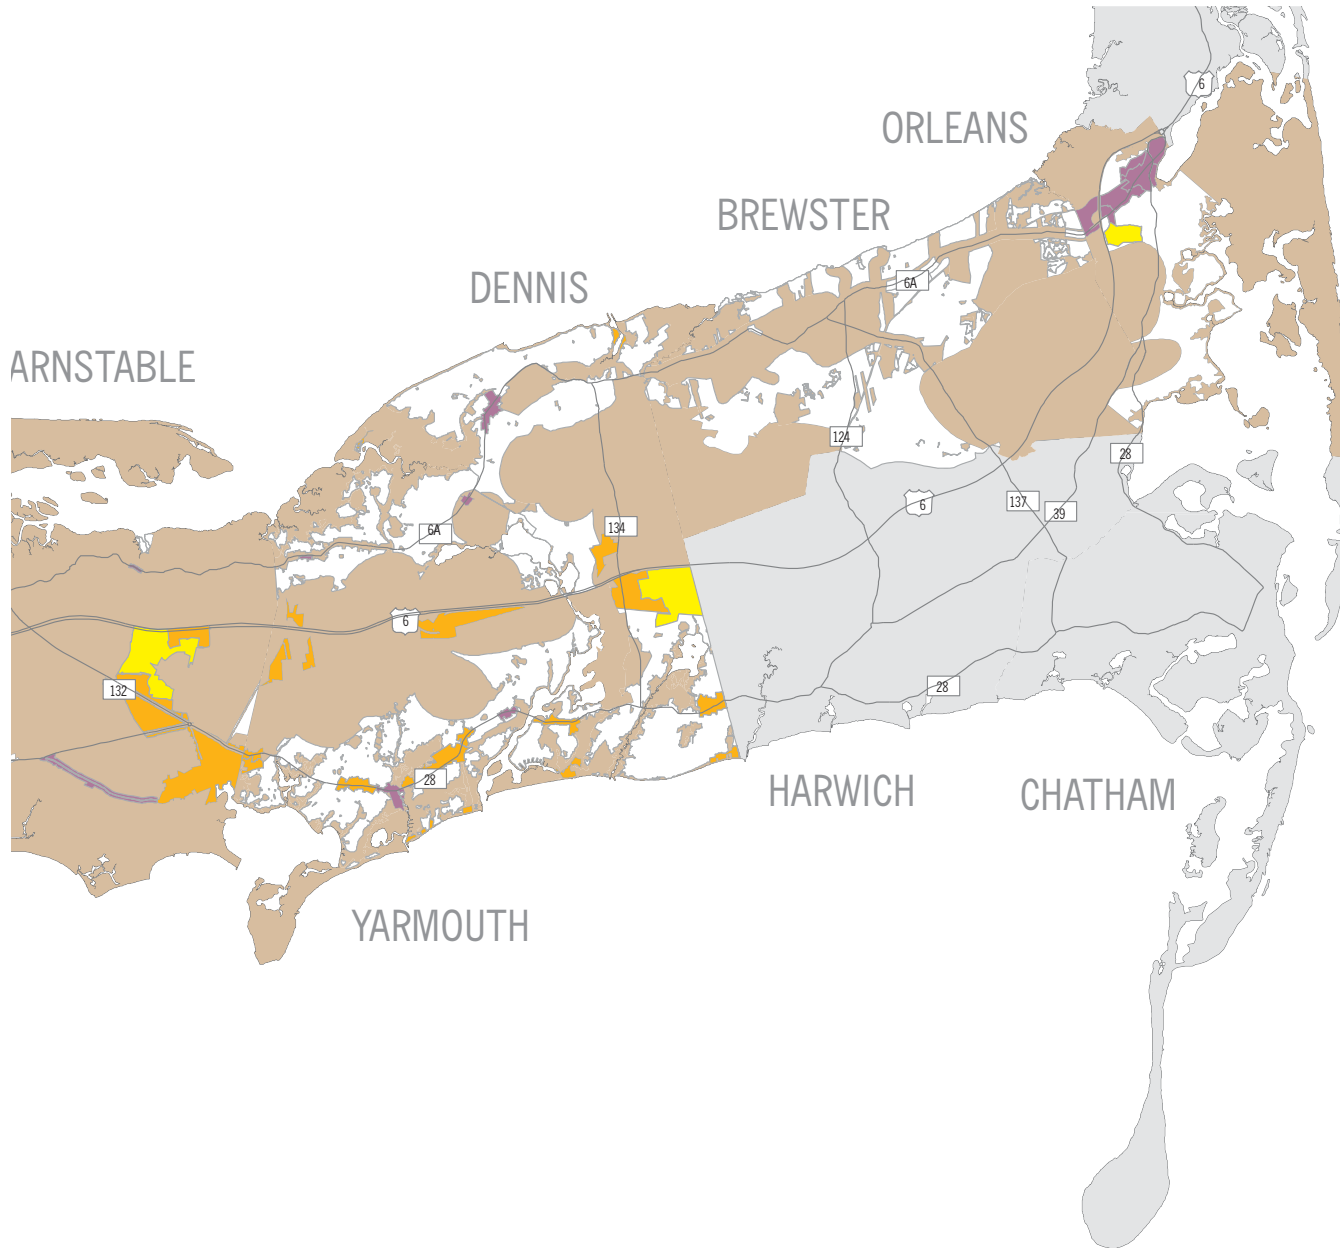 6
ORLEANS
BREWSTER
6A
DENNIS
ARNSTABLE
124
28
6
137
39
134
6A
6
132
28
28
HARWICH
CHATHAM
YARMOUTH